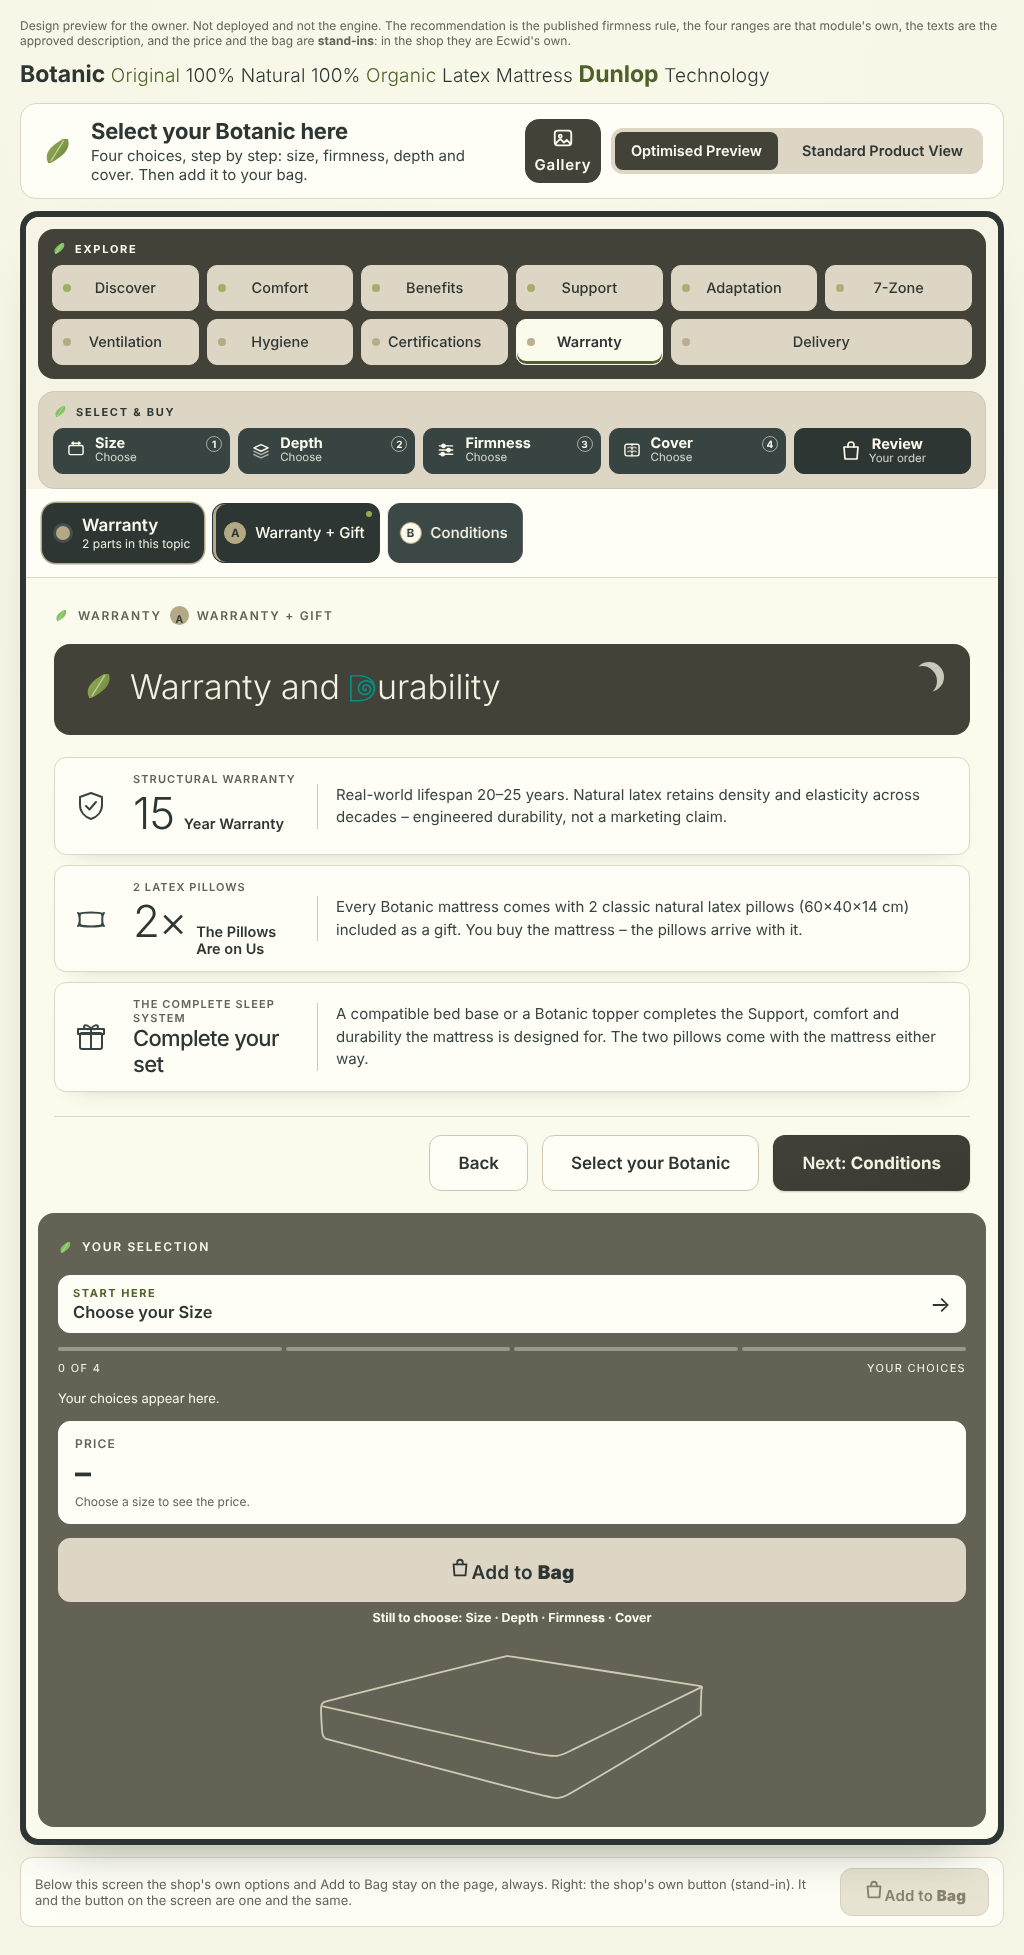 Design preview for the owner. Not deployed and not the engine. The recommendation is the published firmness rule, the four ranges are that module's own, the texts are the
approved description, and the price and the bag are stand-ins: in the shop they are Ecwid's own.
Botanic Original 100% Natural 100% Organic Latex Mattress Dunlop Technology
Select your Botanic here
Four choices, step by step: size, firmness, depth and
cover. Then add it to your bag.
Gallery
Optimised Preview
Standard Product View
EXPLORE
Discover
Comfort
Benefits
Support
Adaptation
7-Zone
Ventilation
Hygiene
Certifications
Warranty
Delivery
SELECT & BUY
Size
Choose
1
Depth
Choose
2
Firmness
Choose
3
Cover
Choose
4
Review
Your order
Warranty
2 parts in this topic
A Warranty + Gift
B Conditions
WARRANTY A WARRANTY + GIFT
Warranty and Durability
STRUCTURAL WARRANTY
15 Year Warranty
Real-world lifespan 20–25 years. Natural latex retains density and elasticity across
decades – engineered durability, not a marketing claim.
2 LATEX PILLOWS
2× The Pillows
Are on Us
Every Botanic mattress comes with 2 classic natural latex pillows (60×40×14 cm)
included as a gift. You buy the mattress – the pillows arrive with it.
THE COMPLETE SLEEP
SYSTEM
Complete your
set
A compatible bed base or a Botanic topper completes the Support, comfort and
durability the mattress is designed for. The two pillows come with the mattress either
way.
Back
Select your Botanic
Next: Conditions
YOUR SELECTION
START HERE
Choose your Size
0 OF 4
YOUR CHOICES
Your choices appear here.
PRICE
–
Choose a size to see the price.
Add to Bag
Still to choose: Size · Depth · Firmness · Cover
Below this screen the shop's own options and Add to Bag stay on the page, always. Right: the shop's own button (stand-in). It
and the button on the screen are one and the same.
Add to Bag